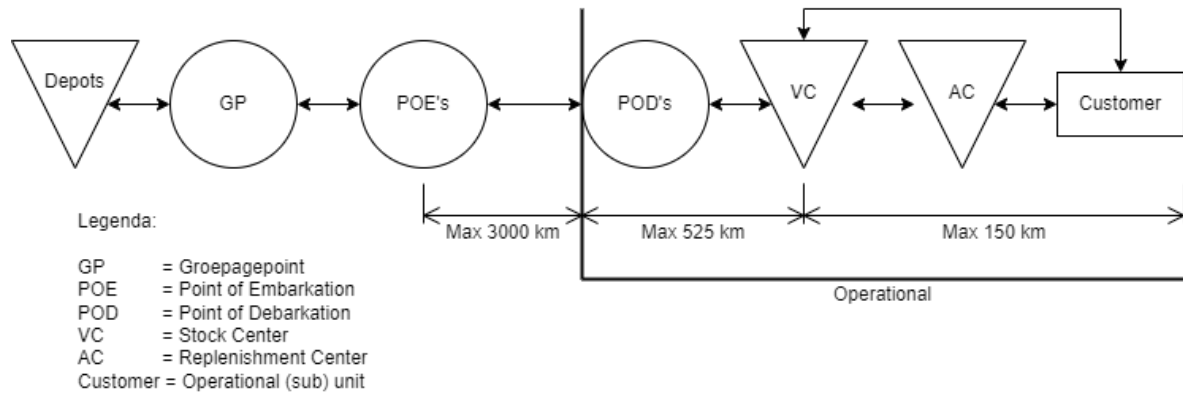 Depots
GP
POE's
POD's
VC
AC
Customer
Max 3000 km
Max 525 km
Max 150 km
Operational
Legenda:
GP = Groepagepoint
POE = Point of Embarkation
POD = Point of Debarkation
VC = Stock Center
AC = Replenishment Center
Customer = Operational (sub) unit